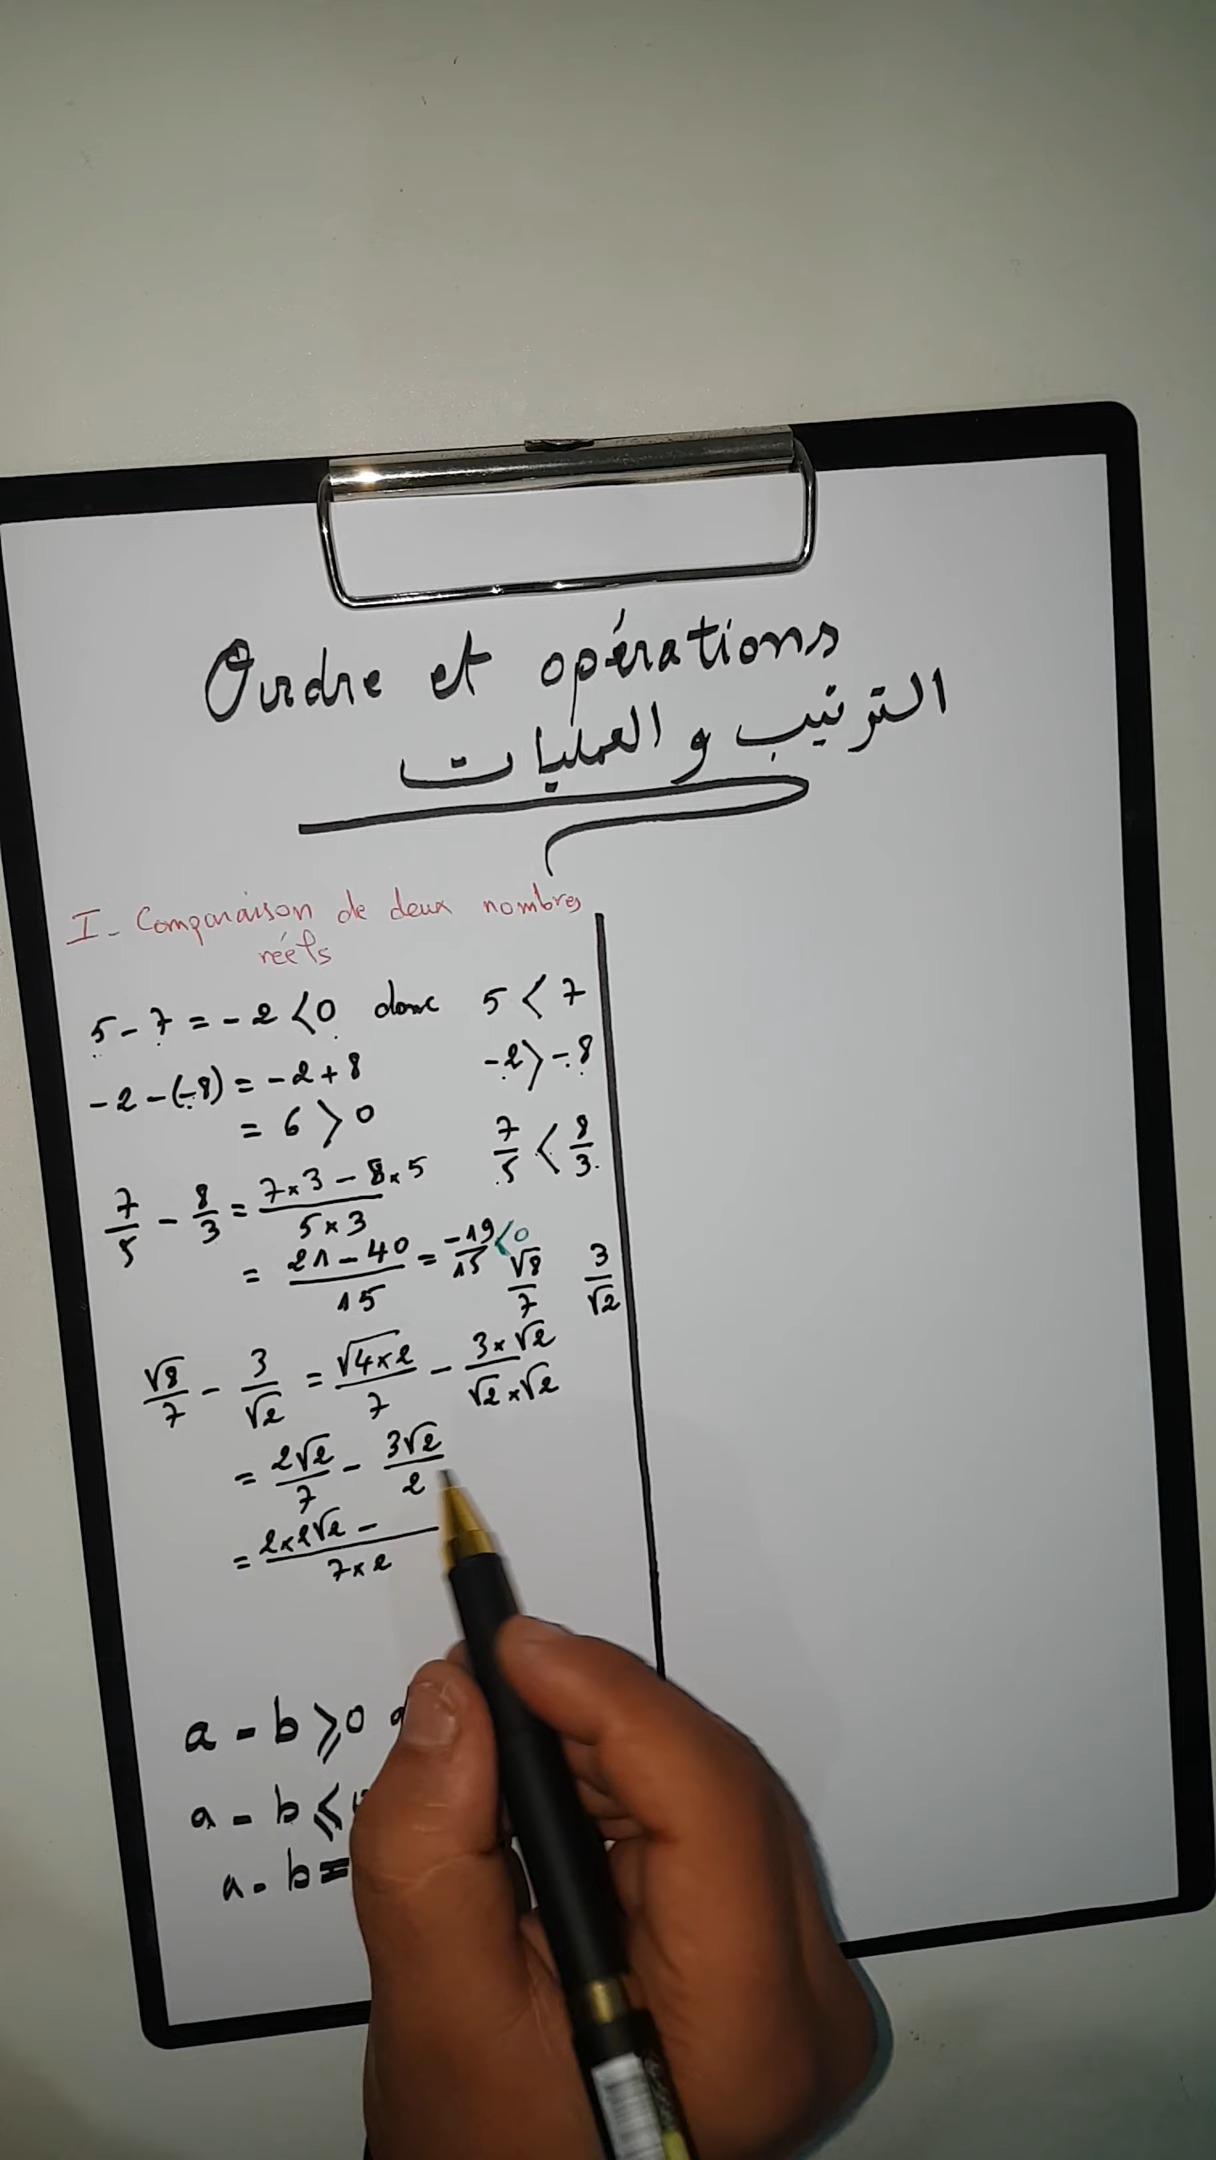 Ordre et opérations
الترتيب و العمليات
I- Comparaison de deux nombres
réels
5 - 7 = - 2 < 0 donc 5 < 7
- 2 - (-8) = - 2 + 8 -2 > -8
= 6 > 0
7/5 < 8/3
7/5 - 8/3 = (7×3 - 8×5)/(5×3)
= (21 - 40)/15 = -19/15 < 0
√8/7 3/√2
√8/7 - 3/√2 = √(4×2)/7 - (3×√2)/(√2×√2)
= 2√2/7 - 3√2/2
= (2×2√2 - )/(7×2)
a - b ⩾ 0
a - b ⩽
a - b =